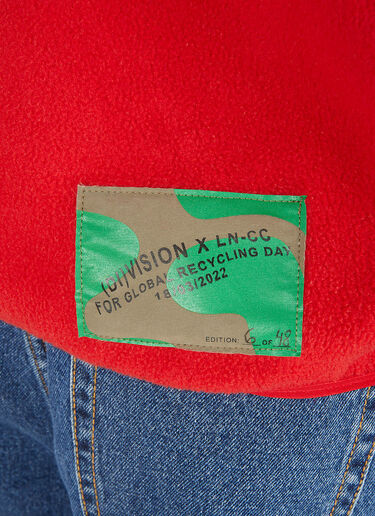 (DI)VISION X LN-CC
FOR GLOBAL RECYCLING DAY
18/03/2022
EDITION: 6 OF 48